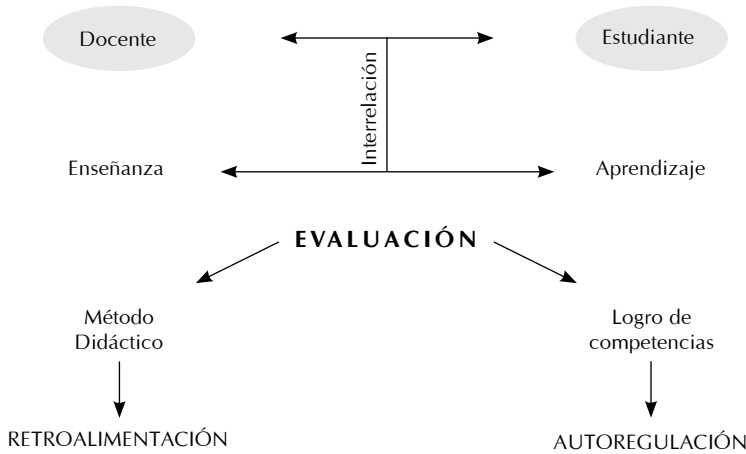 Docente
Estudiante
Interrelación
Enseñanza
Aprendizaje
EVALUACIÓN
Método
Didáctico
Logro de
competencias
RETROALIMENTACIÓN
AUTOREGULACIÓN